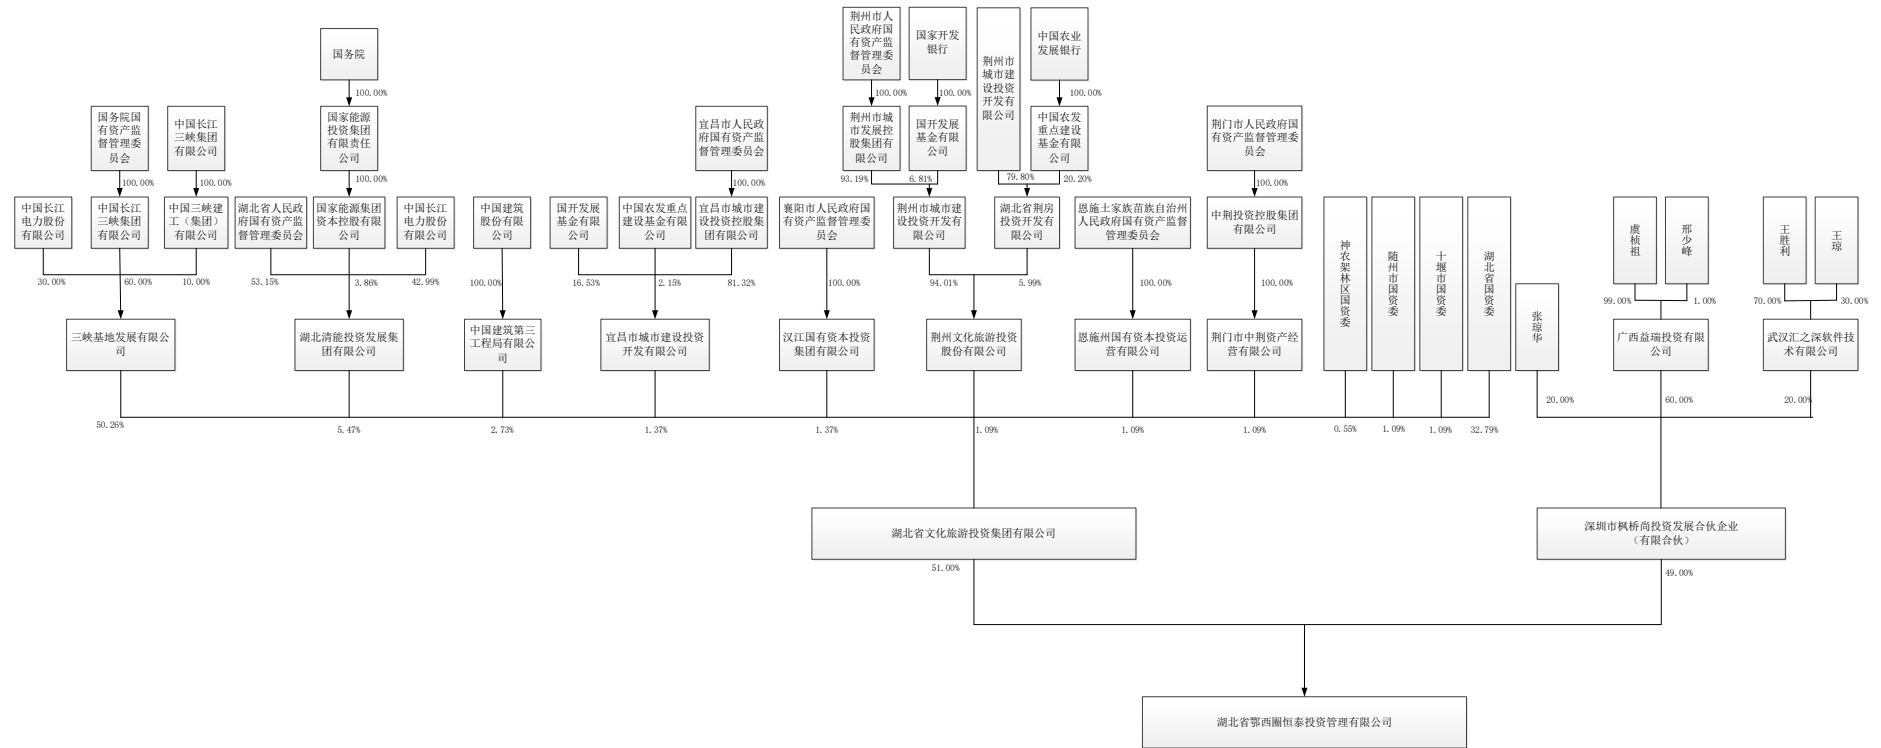 荆州市人
民政府国
有资产监
督管理委
员会
国家开发
银行
荆州市
城市建
设投资
开发有
限公司
中国农业
发展银行
国务院
100.00%
100.00%
100.00%
100.00%
国务院国
有资产监
督管理委
员会
中国长江
三峡集团
有限公司
国家能源
投资集团
有限责任
公司
宜昌市人民政
府国有资产监
督管理委员会
荆州市城
市发展控
股集团有
限公司
国开发展
基金有限
公司
中国农发
重点建设
基金有限
公司
荆门市人民政府国
有资产监督管理委
员会
100.00%
100.00%
100.00%
100.00%
93.19%
6.81%
79.80%
20.20%
100.00%
中国长江
电力股份
有限公司
中国长江
三峡集团
有限公司
中国三峡建
工（集团）
有限公司
湖北省人民政
府国有资产监
督管理委员会
国家能源集团
资本控股有限
公司
中国长江
电力股份
有限公司
中国建筑
股份有限
公司
国开发展
基金有限
公司
中国农发重点
建设基金有限
公司
宜昌市城市建
设投资控股集
团有限公司
襄阳市人民政府国
有资产监督管理委
员会
荆州市城市建
设投资开发有
限公司
湖北省荆房
投资开发有
限公司
恩施土家族苗族自治州
人民政府国有资产监督
管理委员会
中荆投资控股集团
有限公司
神农架林区国资委
随州市国资委
十堰市国资委
湖北省国资委
虞桢祖
邢少峰
王胜利
王琼
30.00%
60.00%
10.00%
53.15%
3.86%
42.99%
100.00%
16.53%
2.15%
81.32%
100.00%
94.01%
5.99%
100.00%
100.00%
99.00%
1.00%
70.00%
30.00%
三峡基地发展有限公
司
湖北清能投资发展集
团有限公司
中国建筑第三
工程局有限公
司
宜昌市城市建设投资
开发有限公司
汉江国有资本投资
集团有限公司
荆州文化旅游投资
股份有限公司
恩施州国有资本投资运
营有限公司
荆门市中荆资产经
营有限公司
张琼华
广西益瑞投资有限公
司
武汉汇之深软件技
术有限公司
20.00%
60.00%
20.00%
50.26%
5.47%
2.73%
1.37%
1.37%
1.09%
1.09%
1.09%
0.55%
1.09%
1.09%
32.79%
湖北省文化旅游投资集团有限公司
深圳市枫桥尚投资发展合伙企业
（有限合伙）
51.00%
49.00%
湖北省鄂西圈恒泰投资管理有限公司